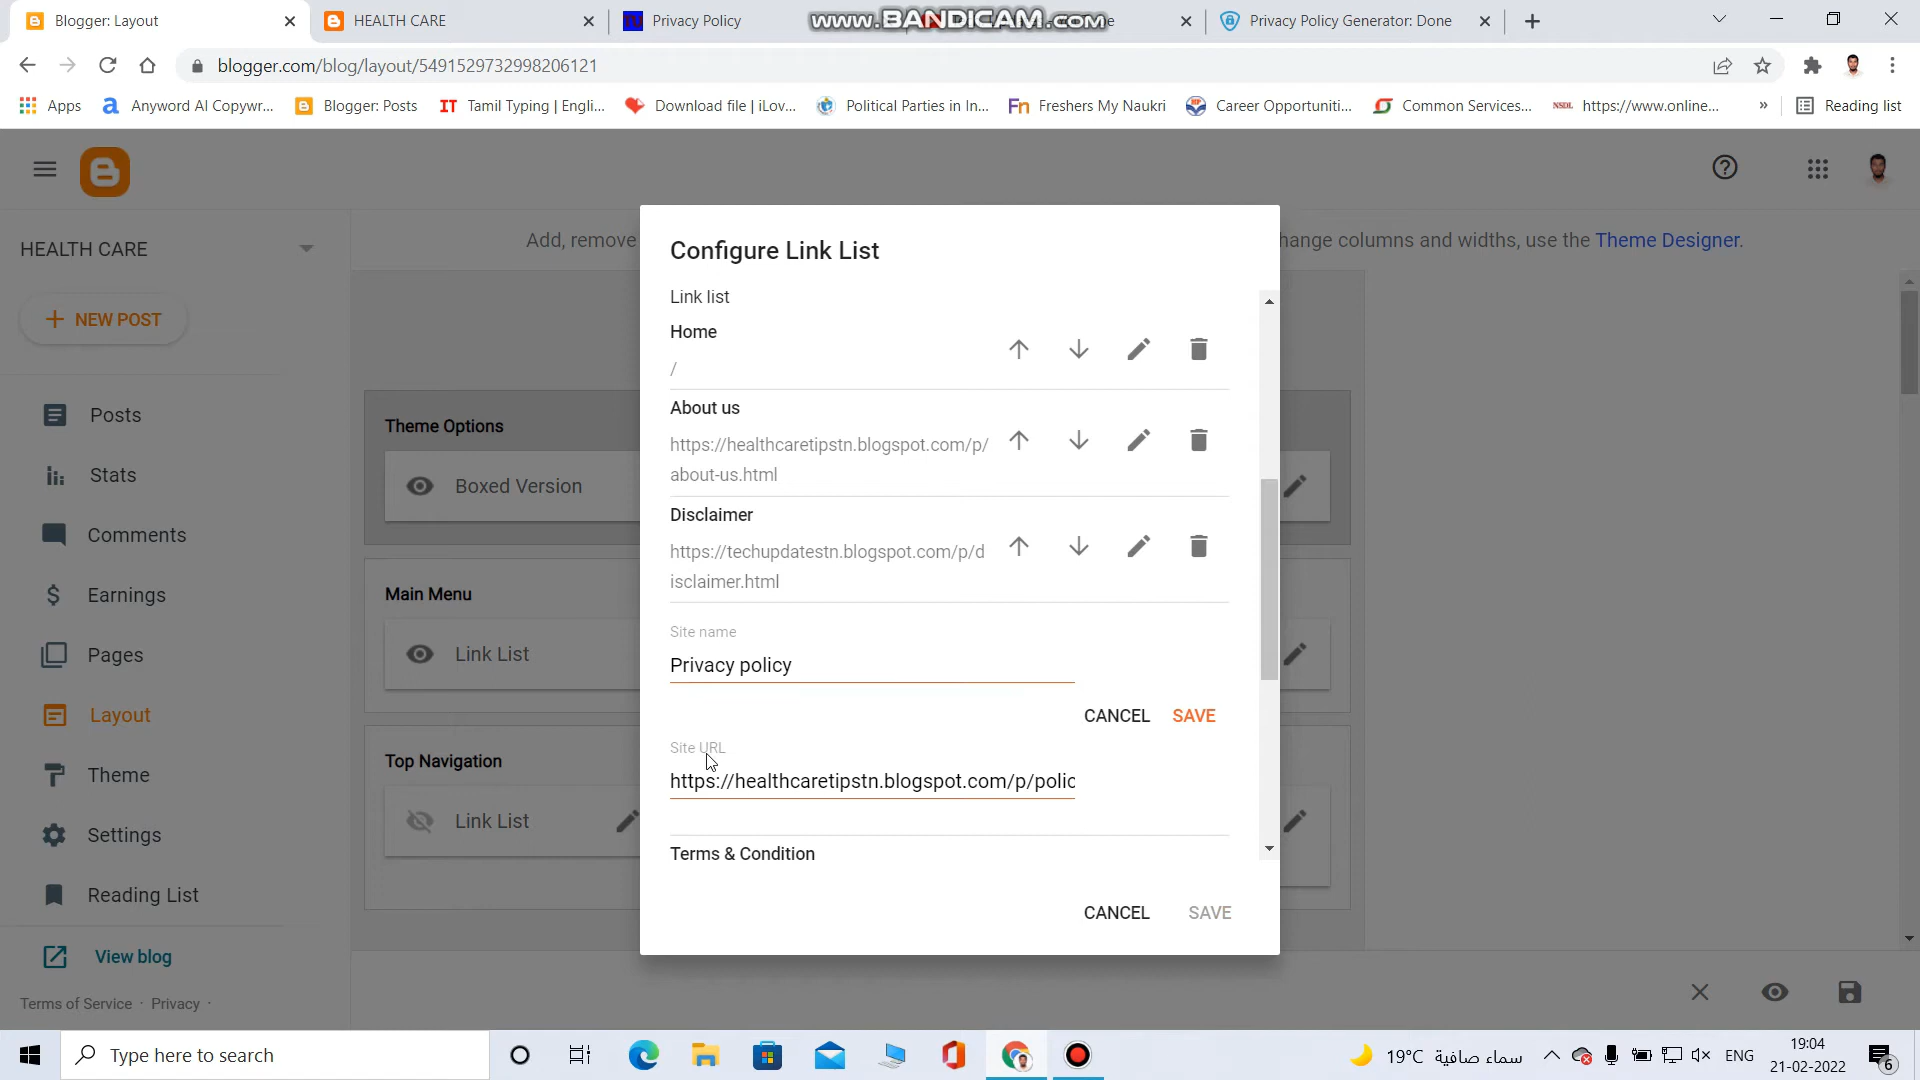 Blogger: Layout
HEALTH CARE
Privacy Policy
www.BANDICAM.com
Privacy Policy Generator: Done
blogger.com/blog/layout/5491529732998206121
Apps
Anyword AI Copywr...
Blogger: Posts
IT
Tamil Typing | Engli...
Download file | iLov...
Political Parties in In...
Fn
Freshers My Naukri
Career Opportuniti...
Common Services...
NSDL
https://www.online...
»
Reading list
HEALTH CARE
Add, remove
hange columns and widths, use the Theme Designer.
NEW POST
Posts
Stats
Comments
Earnings
Pages
Layout
Theme
Settings
Reading List
View blog
Terms of Service · Privacy ·
Theme Options
Boxed Version
Main Menu
Link List
Top Navigation
Link List
Configure Link List
Link list
Home
/
About us
https://healthcaretipstn.blogspot.com/p/
about-us.html
Disclaimer
https://techupdatestn.blogspot.com/p/d
isclaimer.html
Site name
Privacy policy
CANCEL SAVE
Site URL
https://healthcaretipstn.blogspot.com/p/polic
Terms & Condition
CANCEL SAVE
Type here to search
19°C سماء صافية
ENG
19:04
21-02-2022
6